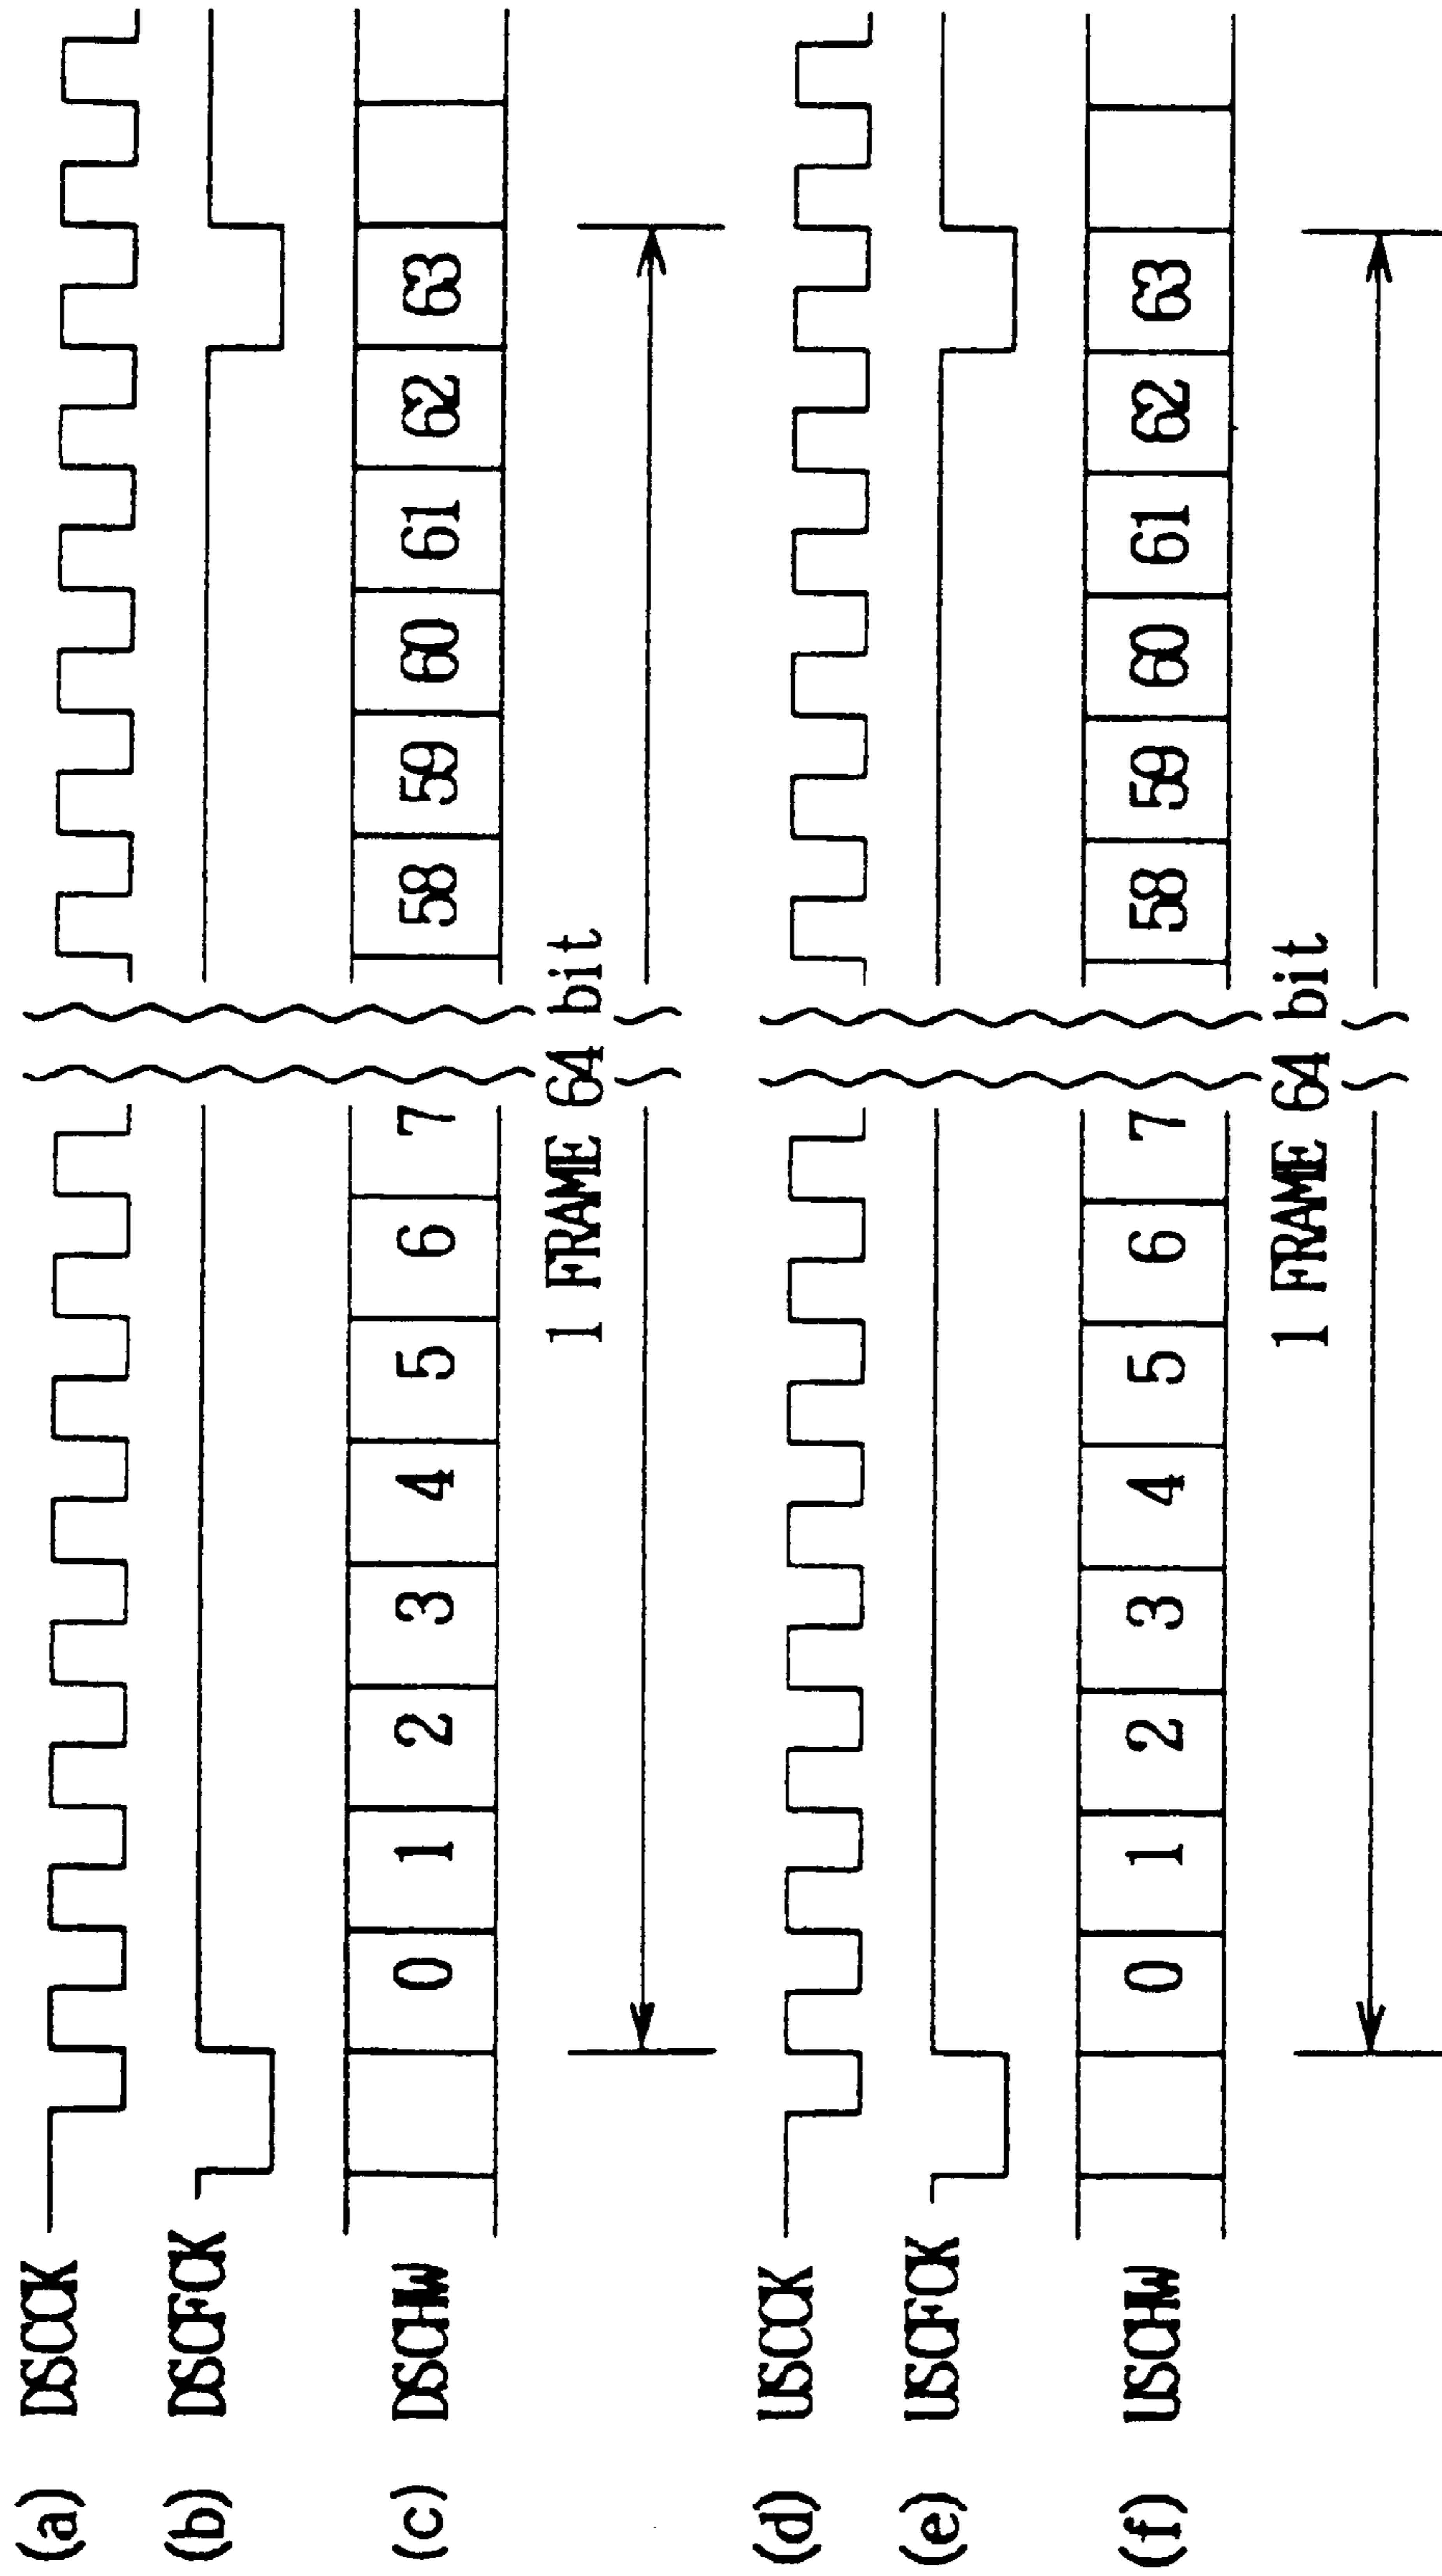 (a) DSCCK
(b) DSCFCK
(c) DSCHW 0 1 2 3 4 5 6 7 58 59 60 61 62 63
1 FRAME 64 bit
(d) USCCK
(e) USCFCK
(f) USCHW 0 1 2 3 4 5 6 7 58 59 60 61 62 63
1 FRAME 64 bit